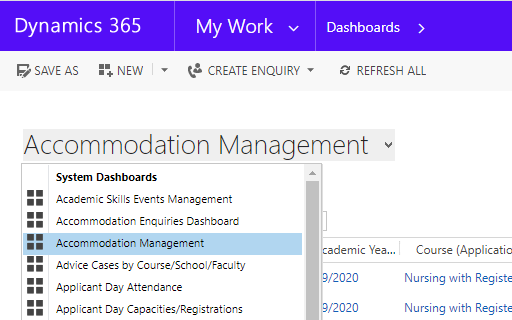 Dynamics 365 My Work Dashboards
SAVE AS NEW CREATE ENQUIRY REFRESH ALL
Accommodation Management
System Dashboards
Academic Skills Events Management
Accommodation Enquiries Dashboard
Accommodation Management
cademic Yea... Course (Applicatio
Advice Cases by Course/School/Faculty
9/2020 Nursing with Registe
Applicant Day Attendance
Applicant Day Capacities/Registrations
9/2020 Nursing with Registe